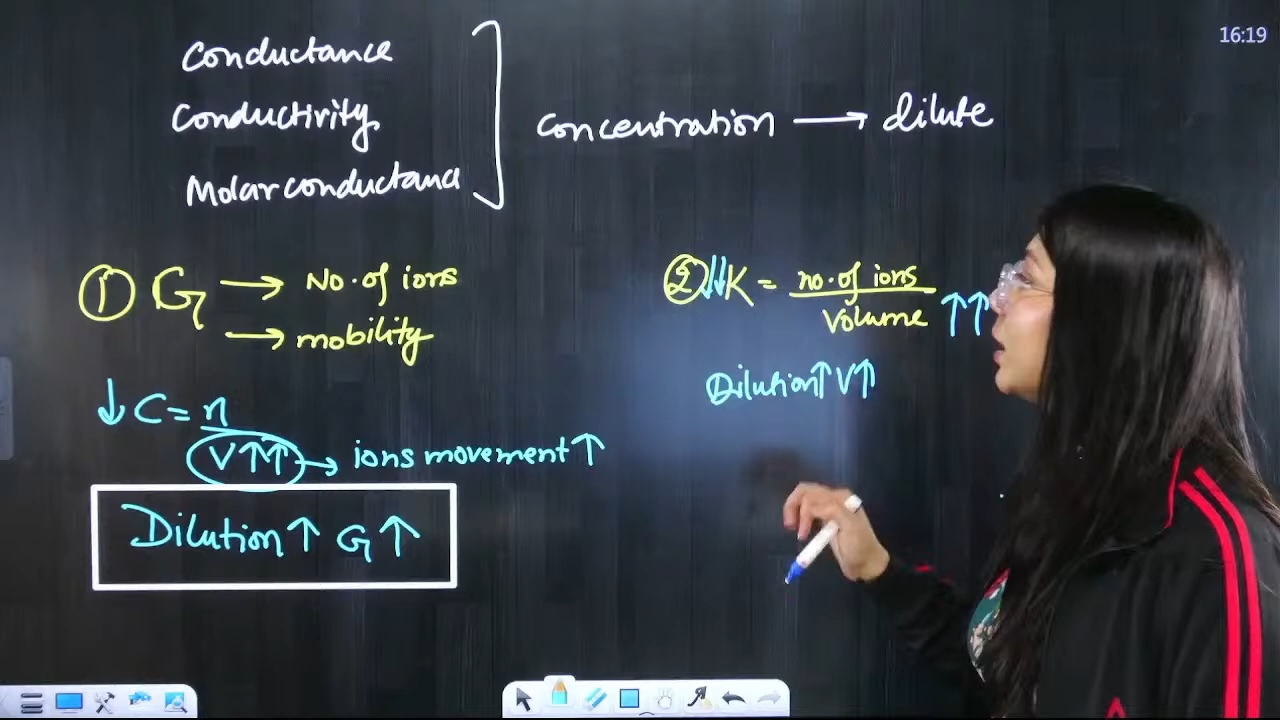 Conductance
Conductivity
Molar conductance
Concentration → dilute
16:19
① G → No. of ions
→ mobility
↓ C = n
V↑↑ → ions movement ↑
Dilution ↑ G ↑
② ↓↓ K = no. of ions
volume ↑↑
Dilution↑ V↑